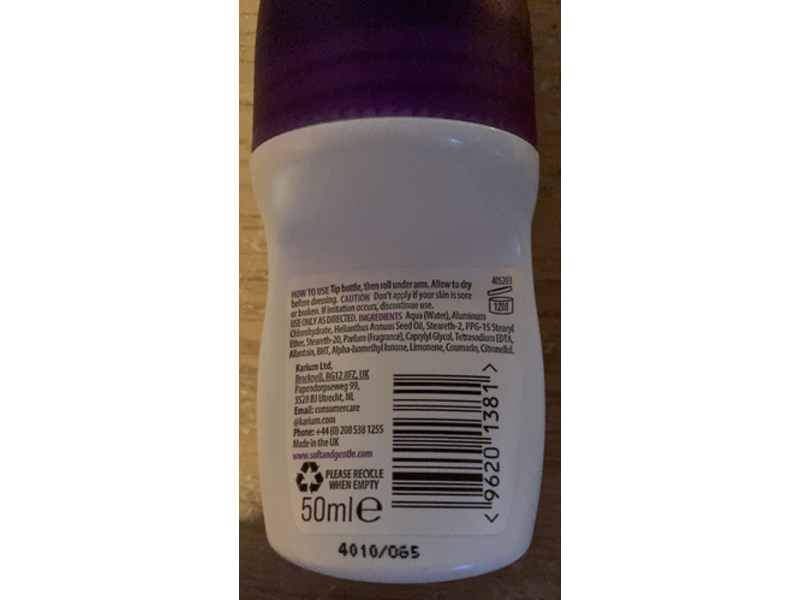 HOW TO USE Tip bottle, then roll under arm. Allow to dry
before dressing. CAUTION Don't apply if your skin is sore
or broken. If irritation occurs, discontinue use.
USE ONLY AS DIRECTED. INGREDIENTS Aqua (Water), Aluminum
Chlorohydrate, Helianthus Annuus Seed Oil, Steareth-2, PPG-15 Stearyl
Ether, Steareth-20, Parfum (Fragrance), Caprylyl Glycol, Tetrasodium EDTA,
Allantoin, BHT, Alpha-Isomethyl Ionone, Limonene, Coumarin, Citronellol.
405203
12M
Karium Ltd.
Bracknell, RG12 8FZ, UK
Papendorpseweg 99,
3528 BJ Utrecht, NL
Email: consumercare
@karium.com
Phone: +44 (0) 208 538 1255
Made in the UK
www.softandgentle.com
PLEASE RECYCLE
WHEN EMPTY
50ml e
< 9620 1381 >
4010/065